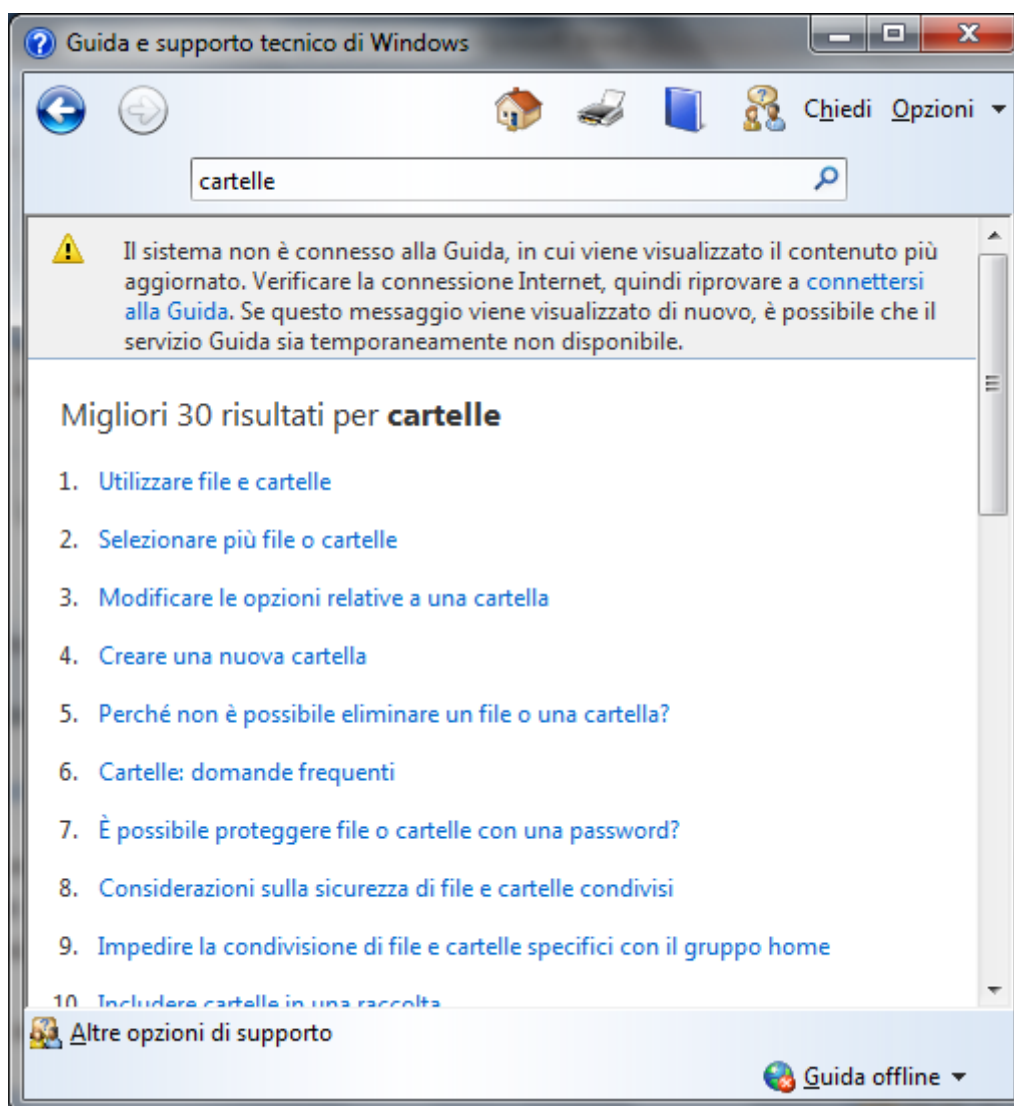 Guida e supporto tecnico di Windows
Chiedi Opzioni
cartelle
Il sistema non è connesso alla Guida, in cui viene visualizzato il contenuto più
aggiornato. Verificare la connessione Internet, quindi riprovare a connettersi
alla Guida. Se questo messaggio viene visualizzato di nuovo, è possibile che il
servizio Guida sia temporaneamente non disponibile.
Migliori 30 risultati per cartelle
1. Utilizzare file e cartelle
2. Selezionare più file o cartelle
3. Modificare le opzioni relative a una cartella
4. Creare una nuova cartella
5. Perché non è possibile eliminare un file o una cartella?
6. Cartelle: domande frequenti
7. È possibile proteggere file o cartelle con una password?
8. Considerazioni sulla sicurezza di file e cartelle condivisi
9. Impedire la condivisione di file e cartelle specifici con il gruppo home
10. Includere cartelle in una raccolta
Altre opzioni di supporto
Guida offline